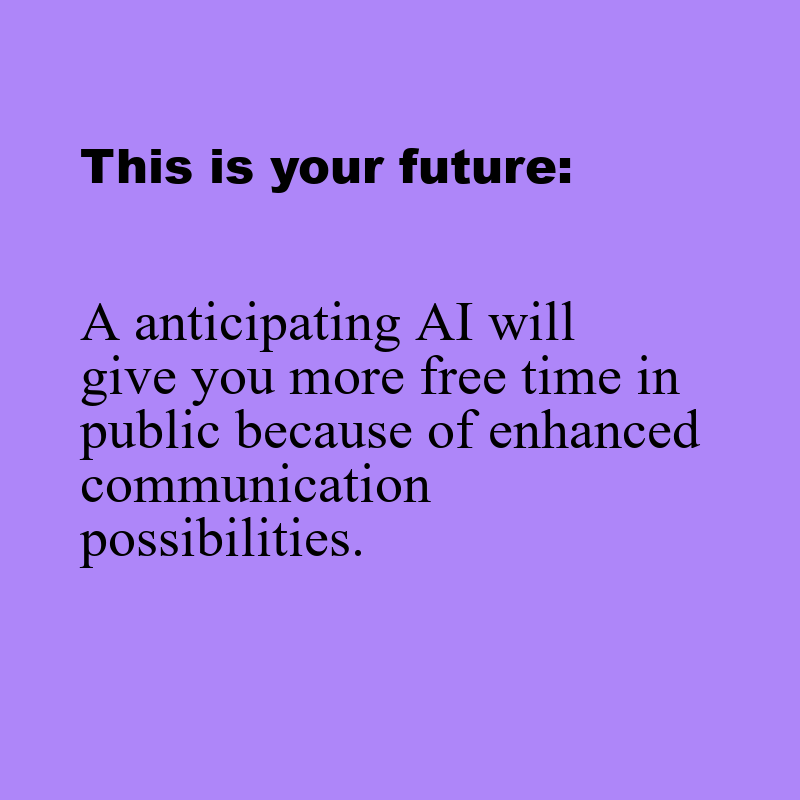 This is your future:
A anticipating AI will
give you more free time in
public because of enhanced
communication
possibilities.